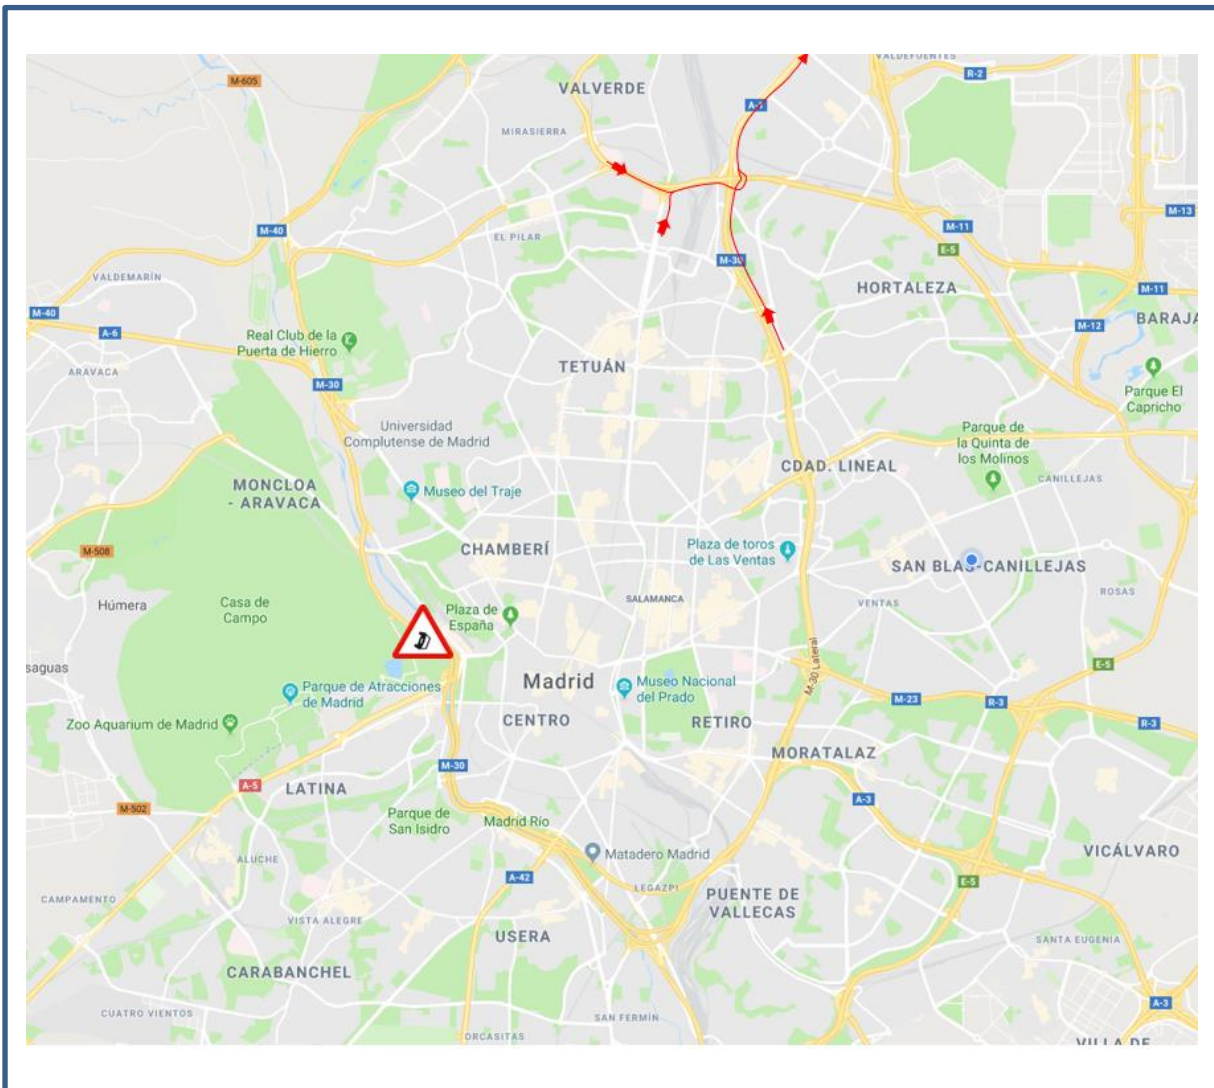 VALDEFUENTES
M-605
R-2
VALVERDE
A-1
MIRASIERRA
M-13
M-40
M-11
EL PILAR
E-5
M-30
VALDEMARÍN
HORTALEZA
M-11
M-40
BARAJA
M-12
A-6
Real Club de la
Puerta de Hierro
TETUÁN
ARAVACA
M-30
Parque El
Capricho
Universidad
Complutense de Madrid
Parque de
la Quinta de
los Molinos
CDAD. LINEAL
CANILLEJAS
MONCLOA
- ARAVACA
Museo del Traje
CHAMBERÍ
Plaza de toros
de Las Ventas
M-508
SAN BLAS-CANILLEJAS
ROSAS
Húmera
Casa de
Campo
SALAMANCA
VENTAS
Plaza de
España
M-30 Lateral
saguas
E-5
Madrid
Museo Nacional
del Prado
Parque de Atracciones
de Madrid
M-23
R-3
Zoo Aquarium de Madrid
CENTRO
RETIRO
R-3
MORATALAZ
M-30
A-5
LATINA
A-3
M-502
Parque de
San Isidro
Madrid Río
VICÁLVARO
Matadero Madrid
ALUCHE
A-42
LEGAZPI
E-5
CAMPAMENTO
PUENTE DE
VALLECAS
VISTA ALEGRE
USERA
SANTA EUGENIA
CARABANCHEL
A-3
CUATRO VIENTOS
SAN FERMÍN
ORCASITAS
VILLA DE